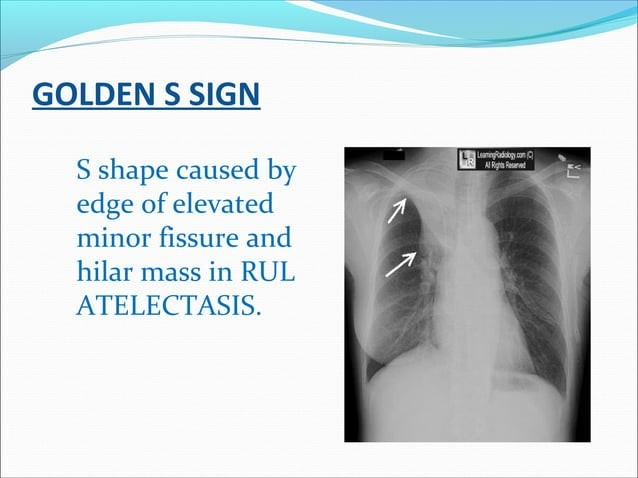 GOLDEN S SIGN
S shape caused by
edge of elevated
minor fissure and
hilar mass in RUL
ATELECTASIS.
LearningRadiology.com (C)
All Rights Reserved